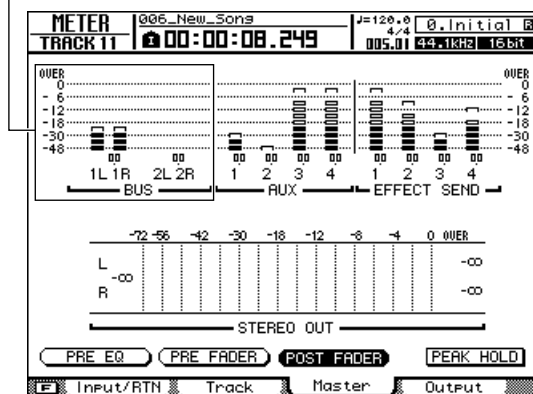 METER 006_New_Song ♩=120.0 0.Initial R
4/4
TRACK 11 00:00:08.249 005.01 44.1kHz 16bit
OVER OVER
0 0
- 6 - 6
-12 -12
-18 -18
-30 -30
-48 -48
1L 1R 2L 2R 1 2 3 4 1 2 3 4
BUS AUX EFFECT SEND
-72 -56 -42 -30 -18 -12 -8 -4 0 OVER
L -∞
-∞
R -∞
STEREO OUT
PRE EQ PRE FADER POST FADER PEAK HOLD
F Input/RTN Track Master Output